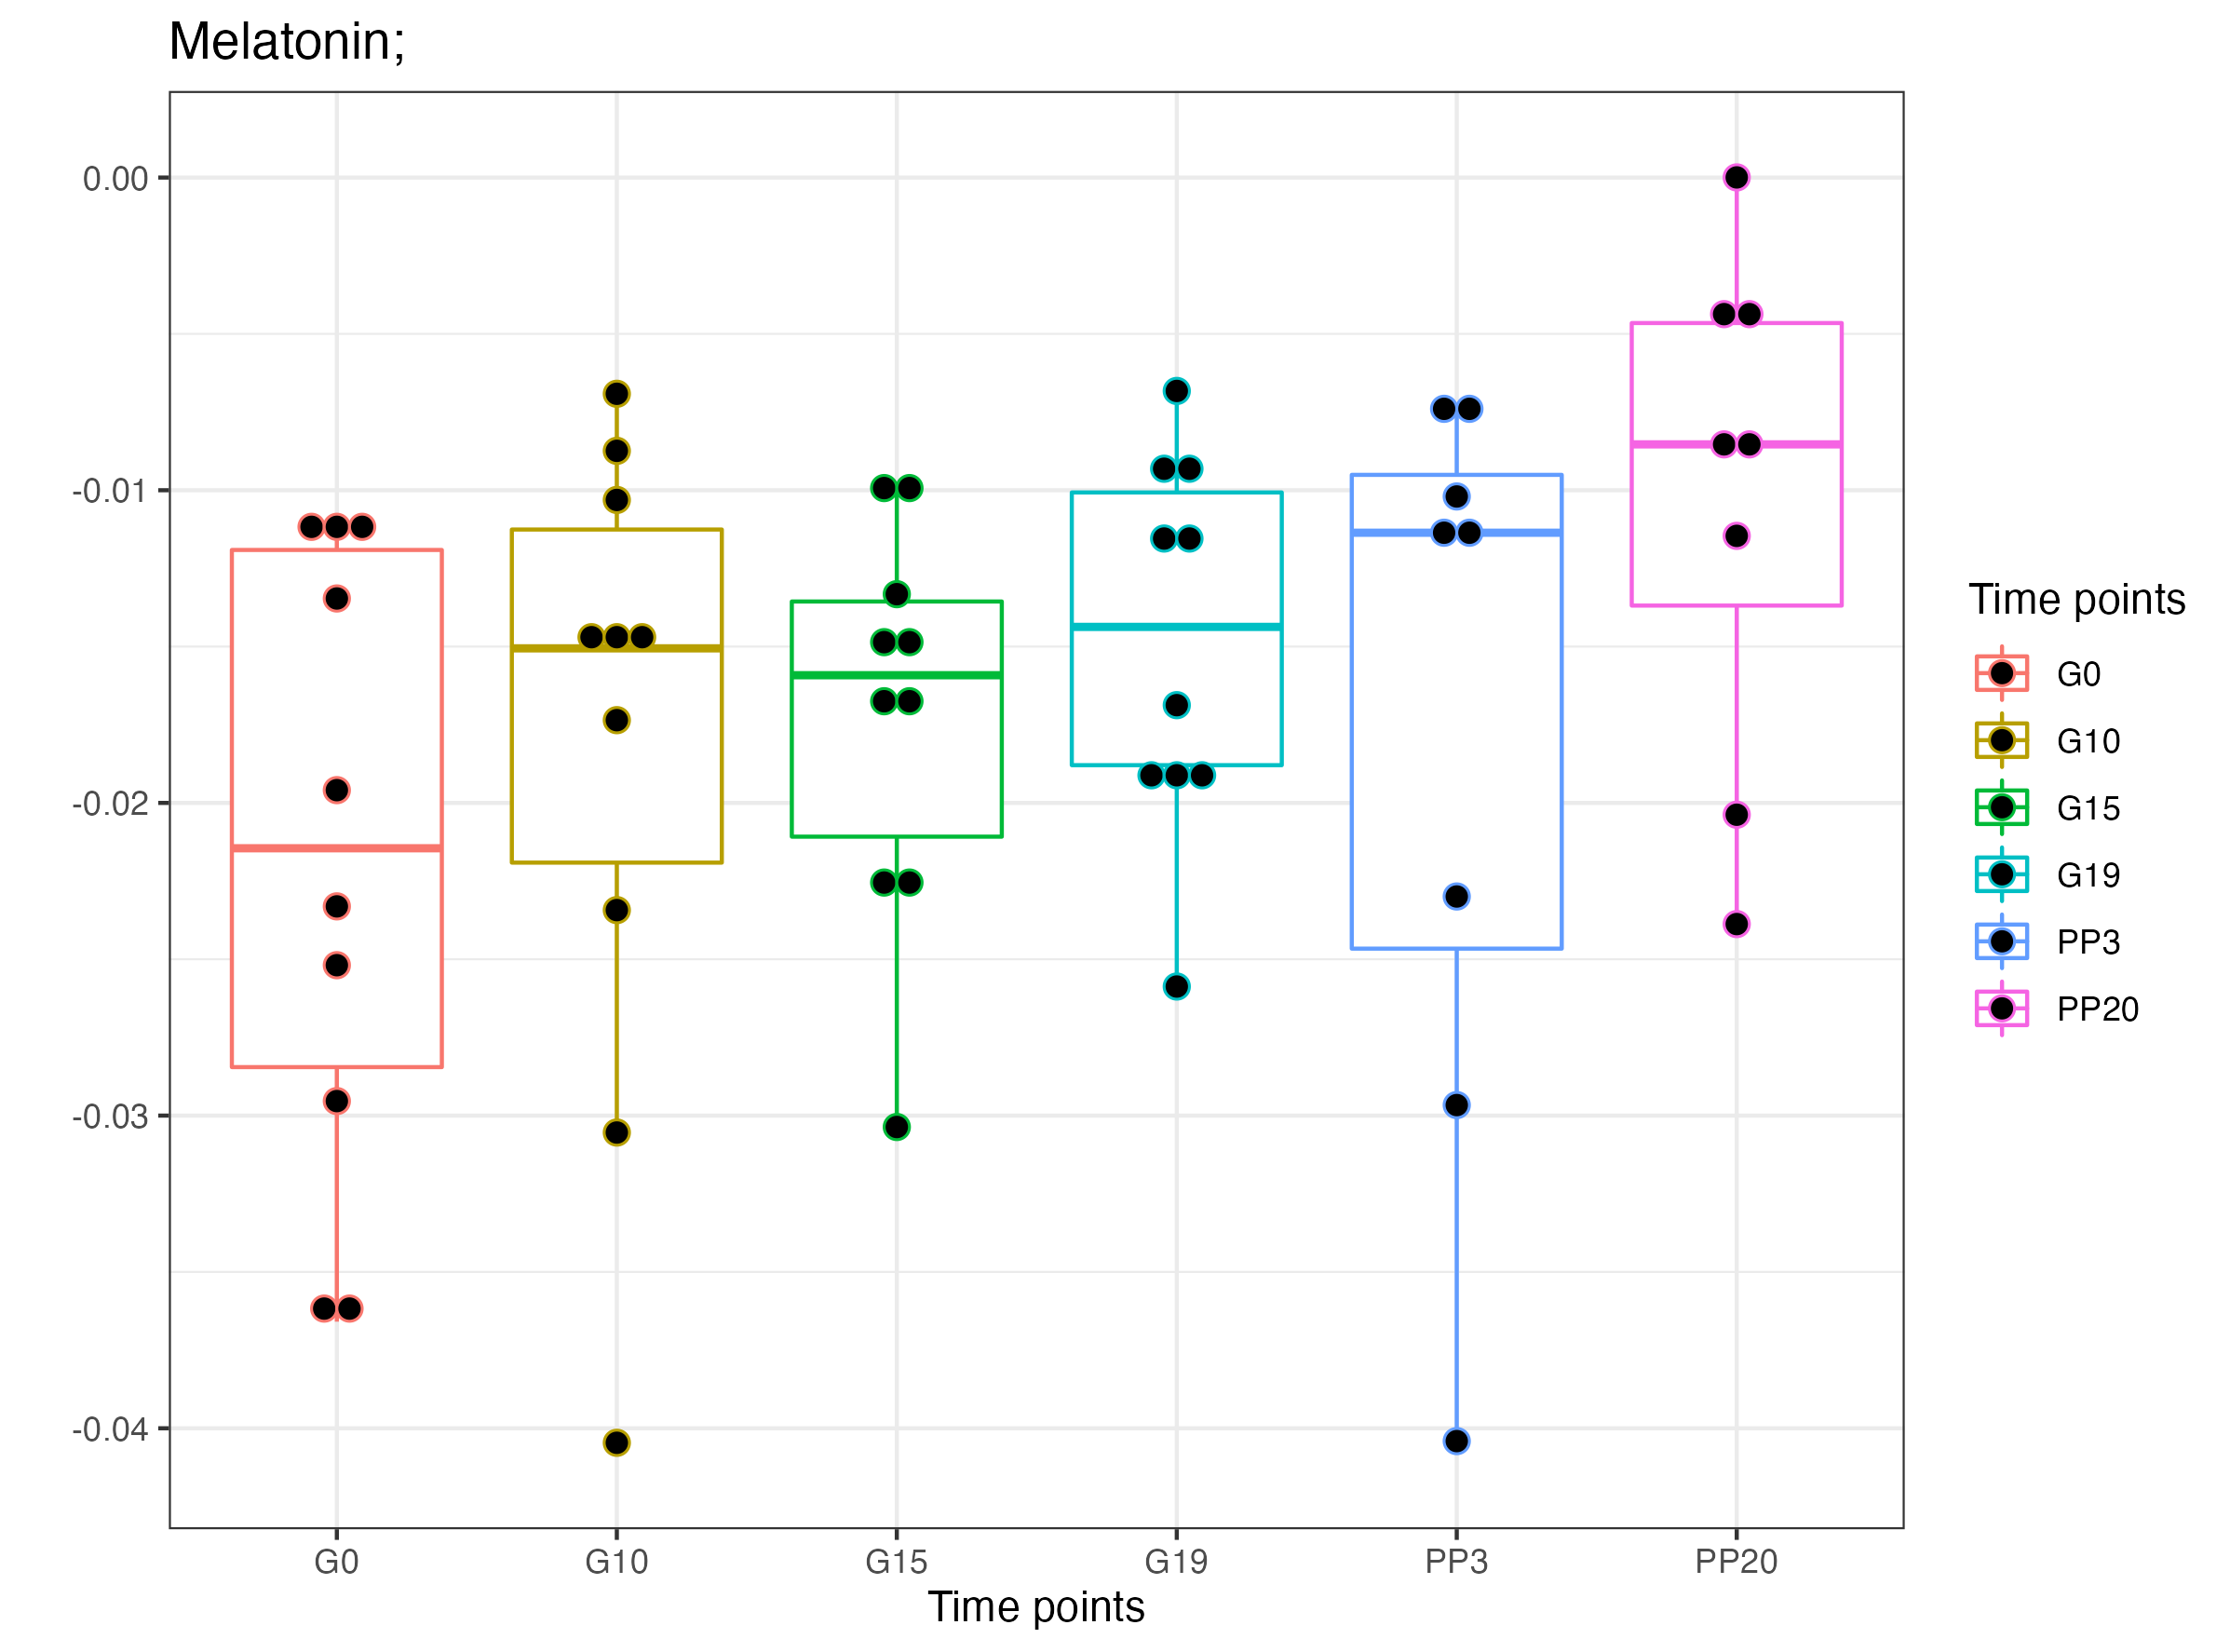 Melatonin;
0.00
-0.01
-0.02
-0.03
-0.04
G0 G10 G15 G19 PP3 PP20
Time points
Time points
G0
G10
G15
G19
PP3
PP20